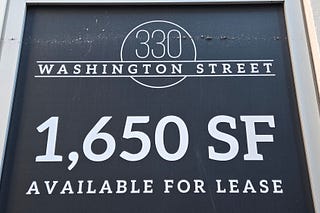 330
WASHINGTON STREET
1,650 SF
AVAILABLE FOR LEASE